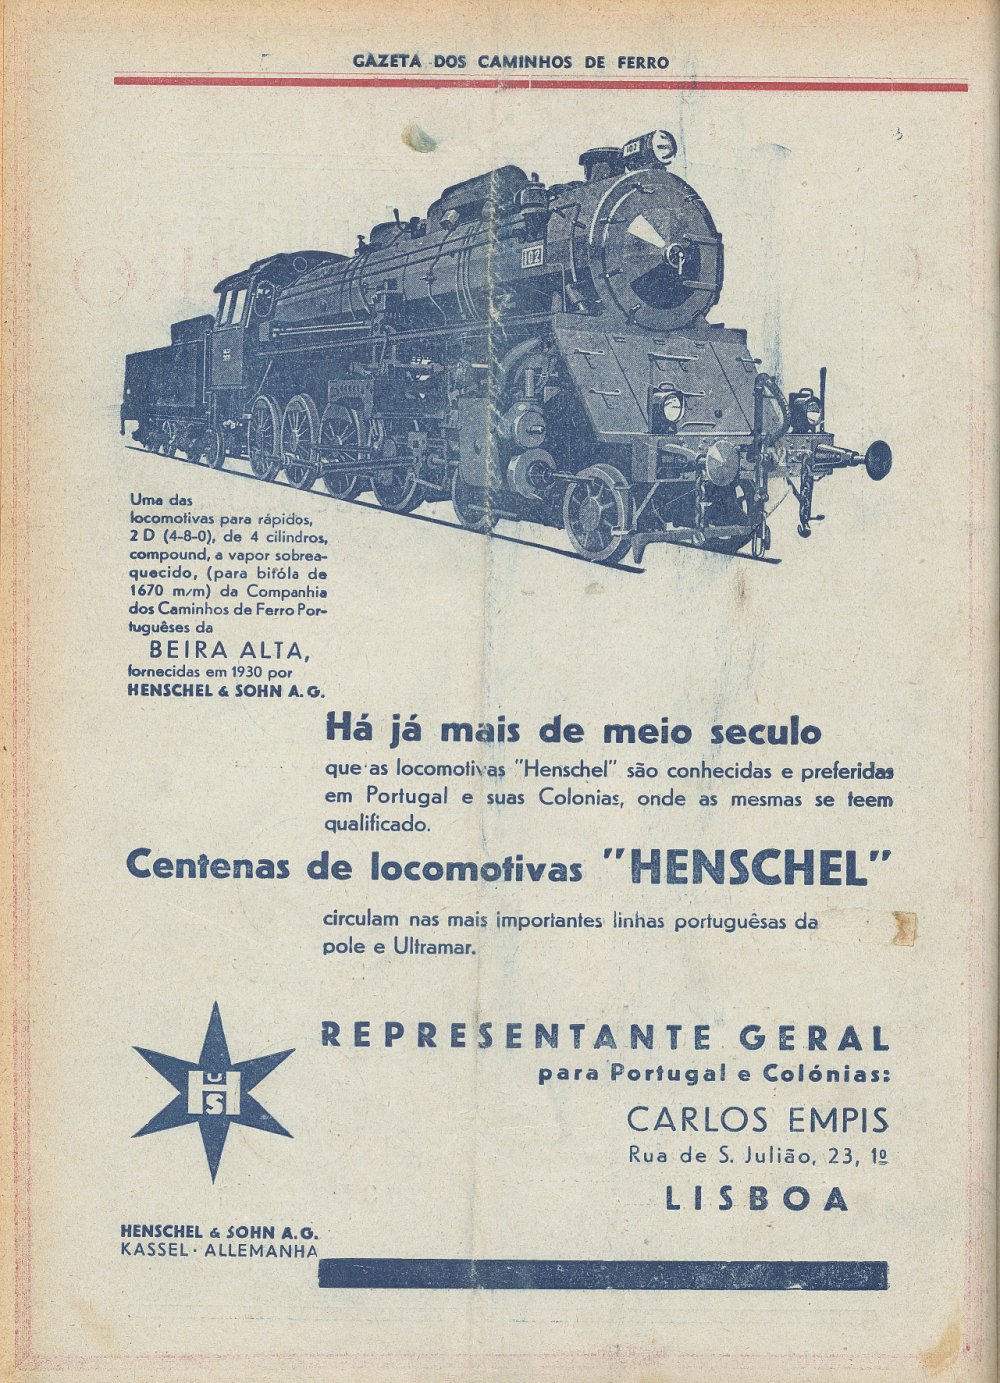 GAZETA DOS CAMINHOS DE FERRO
102
102
Uma das
locomotivas para rápidos,
2 D (4-8-0), de 4 cilindros,
compound, a vapor sobrea-
quecido, (para bitóla de
1670 m/m) da Companhia
dos Caminhos de Ferro Por-
tuguêses da
BEIRA ALTA,
fornecidas em 1930 por
HENSCHEL & SOHN A. G.
Há já mais de meio seculo
que as locomotivas "Henschel" são conhecidas e preferidas
em Portugal e suas Colonias, onde as mesmas se teem
qualificado.
Centenas de locomotivas "HENSCHEL"
circulam nas mais importantes linhas portuguêsas da
pole e Ultramar.
REPRESENTANTE GERAL
para Portugal e Colónias:
CARLOS EMPIS
Rua de S. Julião, 23, 1º
LISBOA
H U S
HENSCHEL & SOHN A. G.
KASSEL · ALLEMANHA